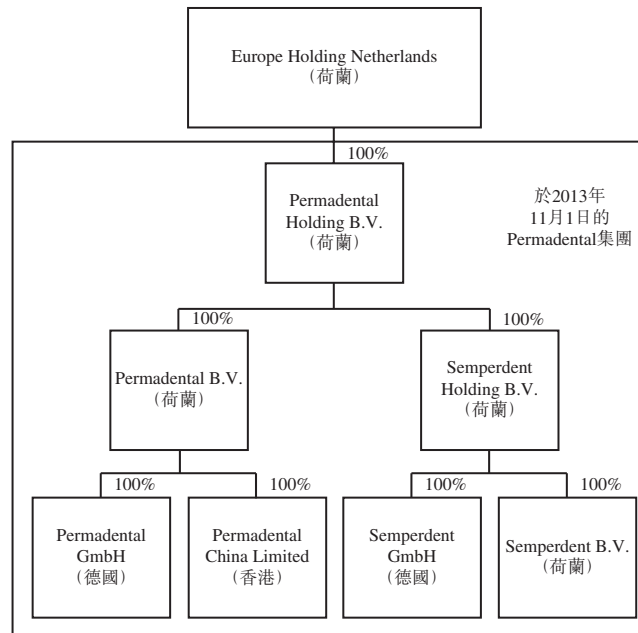 Europe Holding Netherlands
(荷蘭)
100%
Permadental
Holding B.V.
(荷蘭)
於2013年
11月1日的
Permadental集團
100%
100%
Permadental B.V.
(荷蘭)
Semperdent
Holding B.V.
(荷蘭)
100%
100%
100%
100%
Permadental
GmbH
(德國)
Permadental
China Limited
(香港)
Semperdent
GmbH
(德國)
Semperdent B.V.
(荷蘭)